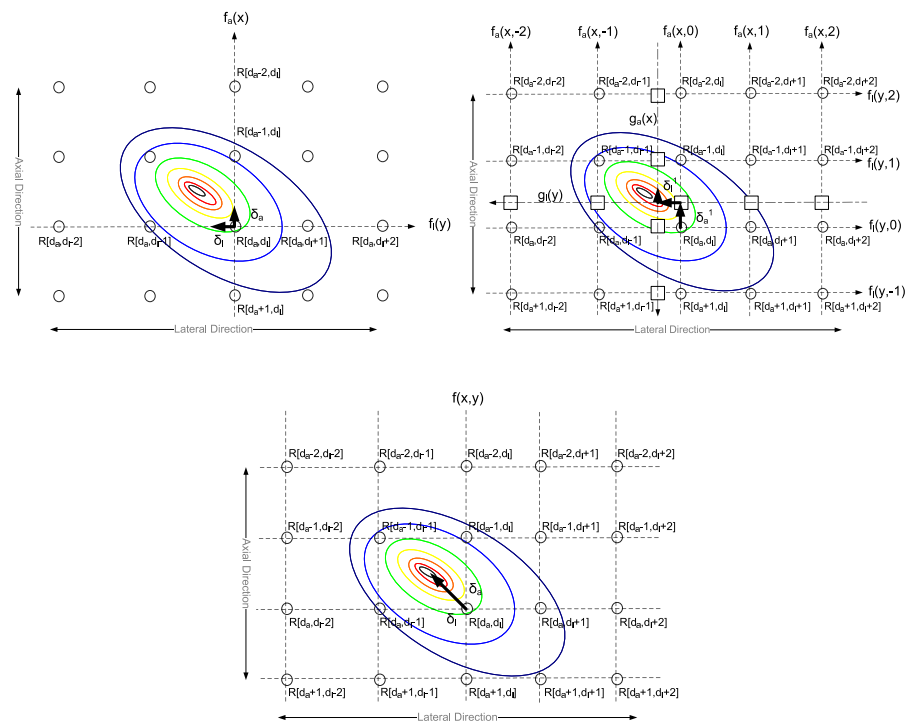 f_a(x)
R[d_a-2,d_l]
R[d_a-1,d_l]
Axial Direction
δ_a
f_l(y)
δ_l
R[d_a,d_l-2]
R[d_a,d_l-1]
R[d_a,d_l]
R[d_a,d_l+1]
R[d_a,d_l+2]
R[d_a+1,d_l]
Lateral Direction
f_a(x,-2)
f_a(x,-1)
f_a(x,0)
f_a(x,1)
f_a(x,2)
R[d_a-2,d_l-2]
R[d_a-2,d_l-1]
R[d_a-2,d_l]
R[d_a-2,d_l+1]
R[d_a-2,d_l+2]
f_l(y,2)
g_a(x)
R[d_a-1,d_l-2]
R[d_a-1,d_l-1]
R[d_a-1,d_l]
R[d_a-1,d_l+1]
R[d_a-1,d_l+2]
f_l(y,1)
Axial Direction
g_l(y)
δ_l^1
δ_a^1
f_l(y,0)
R[d_a,d_l-2]
R[d_a,d_l-1]
R[d_a,d_l]
R[d_a,d_l+1]
R[d_a,d_l+2]
f_l(y,-1)
R[d_a+1,d_l-2]
R[d_a+1,d_l-1]
R[d_a+1,d_l]
R[d_a+1,d_l+1]
R[d_a+1,d_l+2]
Lateral Direction
f(x,y)
R[d_a-2,d_l-2]
R[d_a-2,d_l-1]
R[d_a-2,d_l]
R[d_a-2,d_l+1]
R[d_a-2,d_l+2]
R[d_a-1,d_l-2]
R[d_a-1,d_l-1]
R[d_a-1,d_l]
R[d_a-1,d_l+1]
R[d_a-1,d_l+2]
Axial Direction
δ_a
δ_l
R[d_a,d_l-2]
R[d_a,d_l-1]
R[d_a,d_l]
R[d_a,d_l+1]
R[d_a,d_l+2]
R[d_a+1,d_l-2]
R[d_a+1,d_l-1]
R[d_a+1,d_l]
R[d_a+1,d_l+1]
R[d_a+1,d_l+2]
Lateral Direction